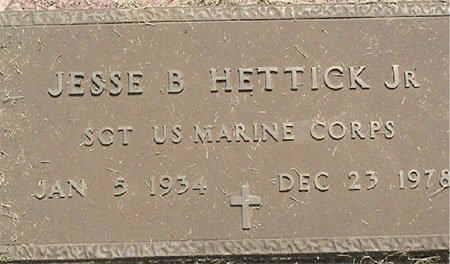 JESSE B HETTICK JR
SGT US MARINE CORPS
JAN 5 1934 DEC 23 1978